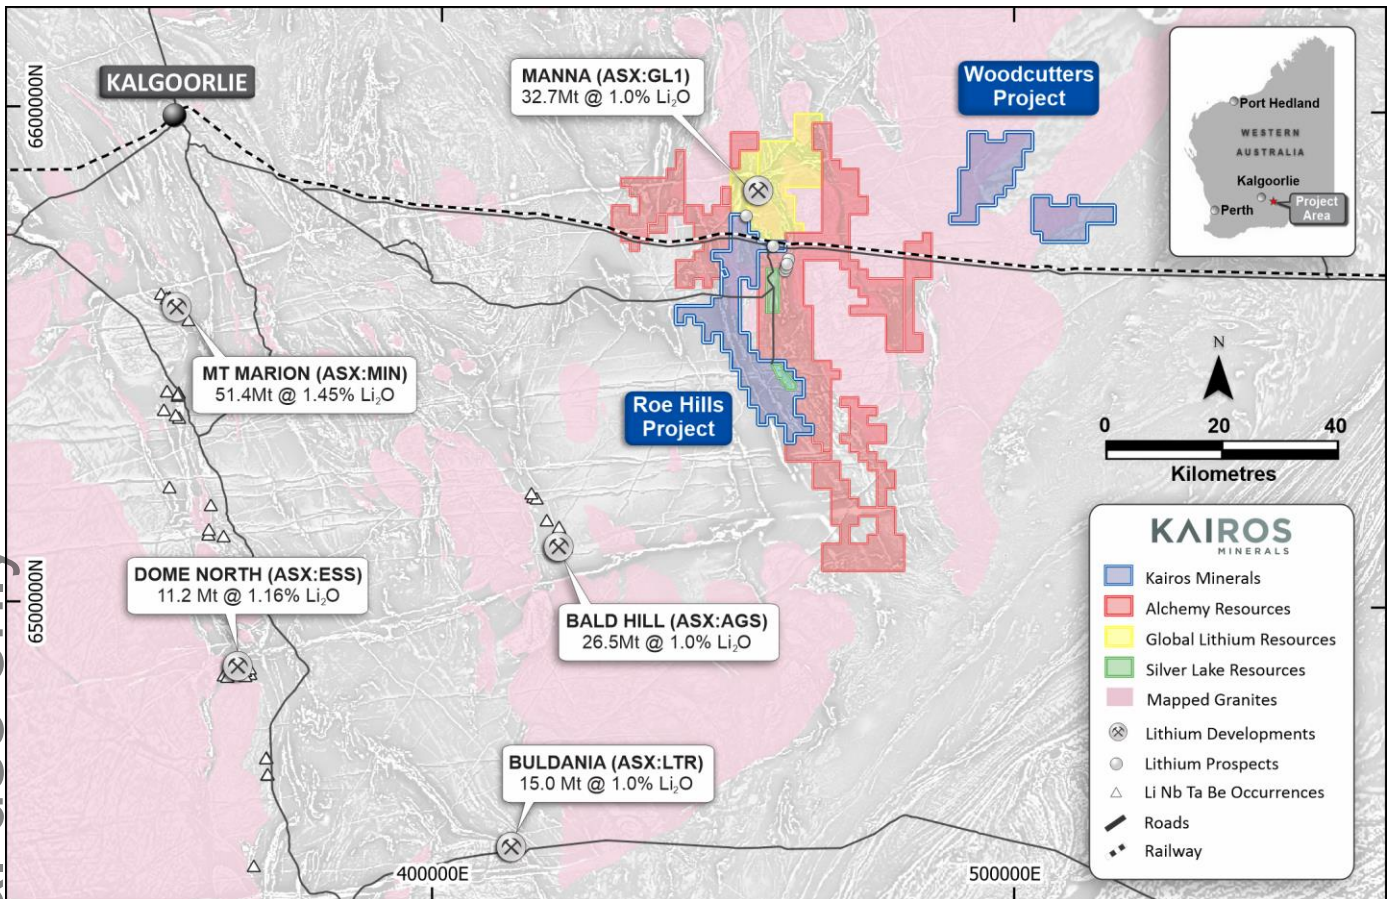 KALGOORLIE
6600000N
MANNA (ASX:GL1)
32.7Mt @ 1.0% Li₂O
Woodcutters
Project
Port Hedland
WESTERN
AUSTRALIA
Kalgoorlie
Perth
Project
Area
MT MARION (ASX:MIN)
51.4Mt @ 1.45% Li₂O
Roe Hills
Project
N
0 20 40
Kilometres
6500000N
DOME NORTH (ASX:ESS)
11.2 Mt @ 1.16% Li₂O
BALD HILL (ASX:AGS)
26.5Mt @ 1.0% Li₂O
BULDANIA (ASX:LTR)
15.0 Mt @ 1.0% Li₂O
400000E
500000E
KAIROS
MINERALS
Kairos Minerals
Alchemy Resources
Global Lithium Resources
Silver Lake Resources
Mapped Granites
Lithium Developments
Lithium Prospects
Li Nb Ta Be Occurrences
Roads
Railway